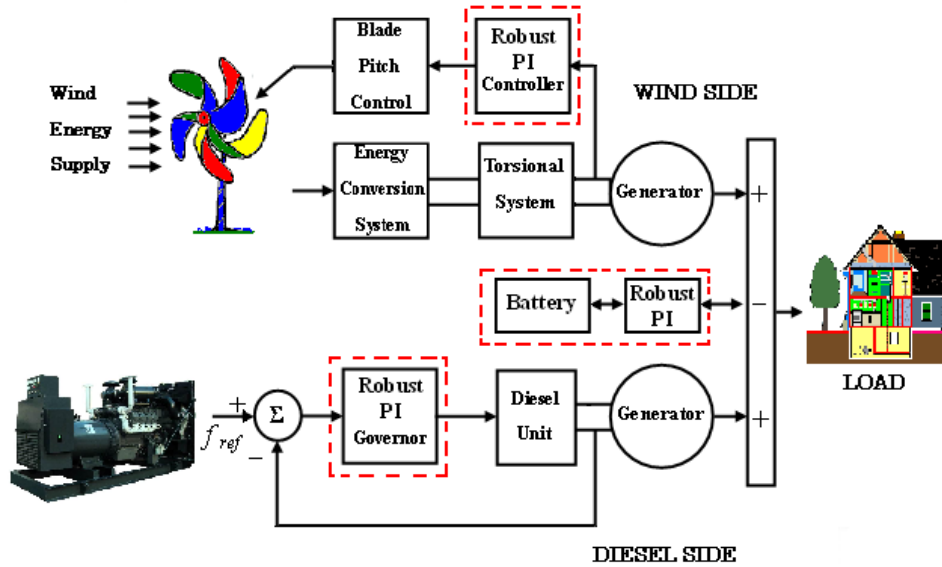 Blade
Pitch
Control
Robust
PI
Controller
WIND SIDE
Wind
Energy
Supply
Energy
Conversion
System
Torsional
System
Generator
+
Battery
Robust
PI
−
LOAD
Robust
PI
Governor
Diesel
Unit
Generator
+
+
Σ
f ref
−
DIESEL SIDE